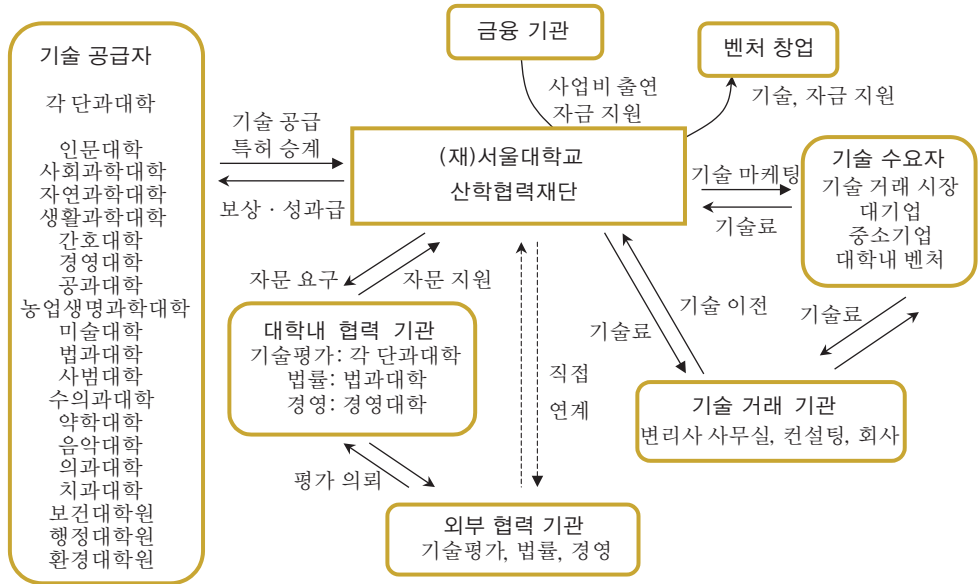 기술 공급자
각 단과대학
인문대학
사회과학대학
자연과학대학
생활과학대학
간호대학
경영대학
공과대학
농업생명과학대학
미술대학
법과대학
사범대학
수의과대학
약학대학
음악대학
의과대학
치과대학
보건대학원
행정대학원
환경대학원
기술 공급
특허 승계
보상 · 성과급
금융 기관
사업비 출연
자금 지원
벤처 창업
기술, 자금 지원
(재)서울대학교
산학협력재단
기술 마케팅
기술료
기술 수요자
기술 거래 시장
대기업
중소기업
대학내 벤처
자문 요구
자문 지원
대학내 협력 기관
기술평가: 각 단과대학
법률: 법과대학
경영: 경영대학
직접
연계
기술료
기술 이전
기술료
기술 거래 기관
변리사 사무실, 컨설팅, 회사
평가 의뢰
외부 협력 기관
기술평가, 법률, 경영